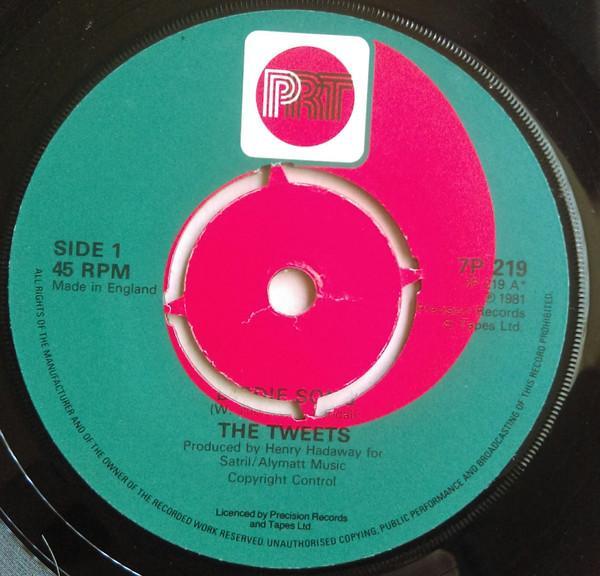 PRT
SIDE 1
45 RPM
Made in England
7P 219
219 A*
℗ 1981
Records
& Tapes Ltd.
THE TWEETS
Produced by Henry Hadaway for
Satril/Alymatt Music
Copyright Control
Licenced by Precision Records
and Tapes Ltd.
ALL RIGHTS OF THE MANUFACTURER AND OF THE OWNER OF THE RECORDED WORK RESERVED. UNAUTHORISED COPYING, PUBLIC PERFORMANCE AND BROADCASTING OF THIS RECORD PROHIBITED.